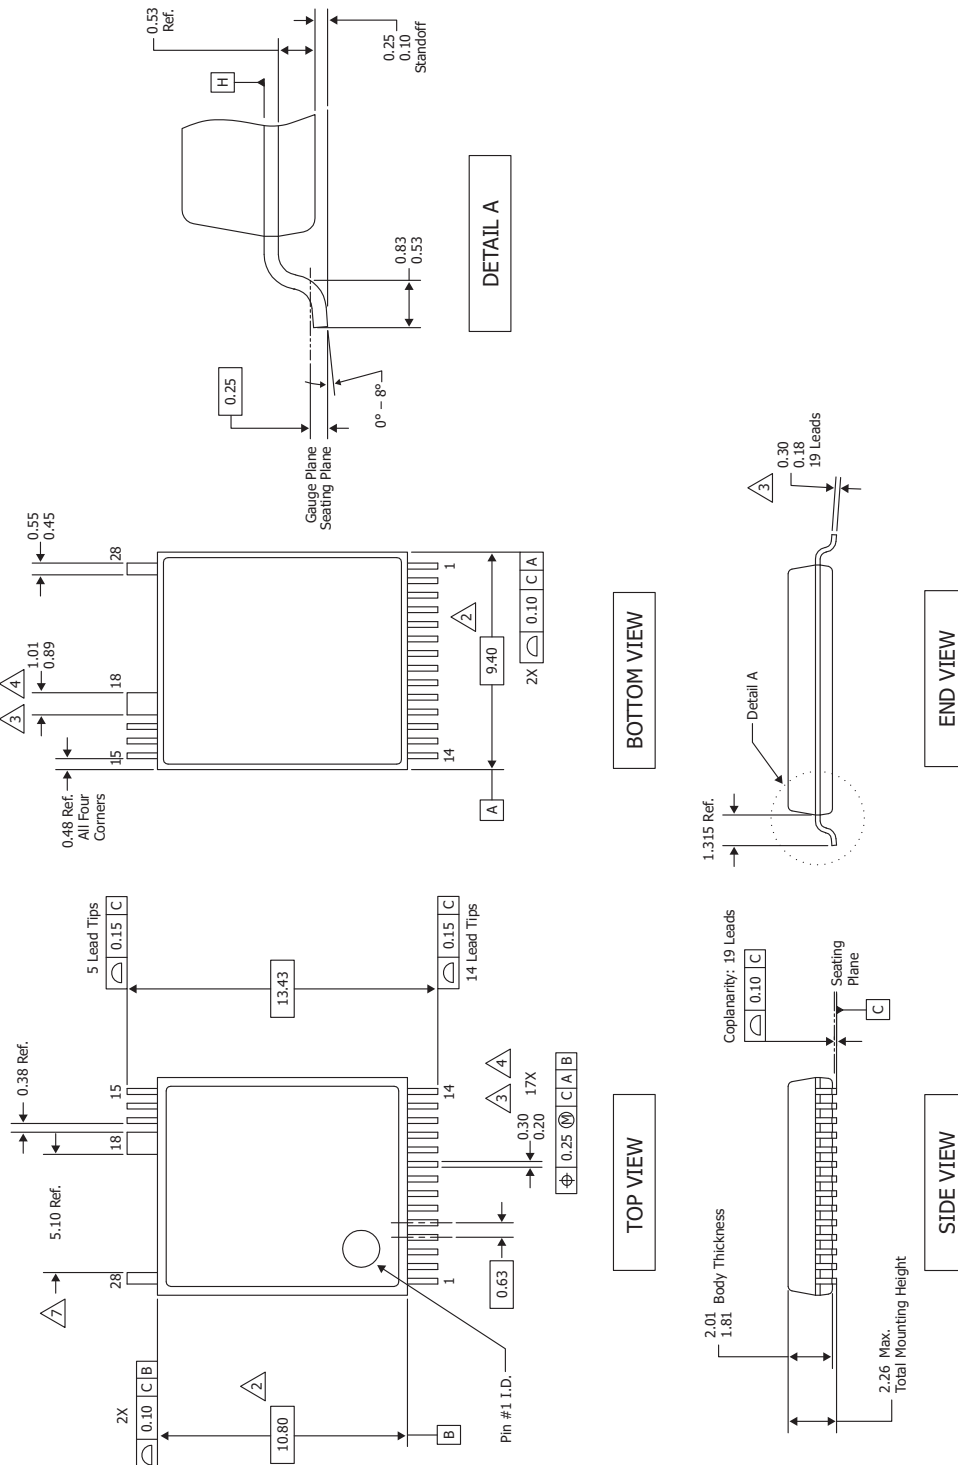 2X
0.10 C B
10.80
2
B
7
28
5.10 Ref.
18
0.38 Ref.
15
5 Lead Tips
0.15 C
13.43
0.15 C
14 Lead Tips
1
14
Pin #1 I.D.
0.63
3
4
0.30
0.20
17X
0.25 M C A B
TOP VIEW
0.48 Ref.
All Four
Corners
3
4
1.01
0.89
0.55
0.45
15
18
28
14
1
2
A
9.40
2X
0.10 C A
BOTTOM VIEW
H
0.53
Ref.
0.25
0.10
Standoff
0.25
Gauge Plane
Seating Plane
0° – 8°
0.83
0.53
DETAIL A
2.01
1.81
Body Thickness
2.26 Max.
Total Mounting Height
Coplanarity: 19 Leads
0.10 C
Seating
Plane
C
SIDE VIEW
1.315 Ref.
Detail A
3
0.30
0.18
19 Leads
END VIEW